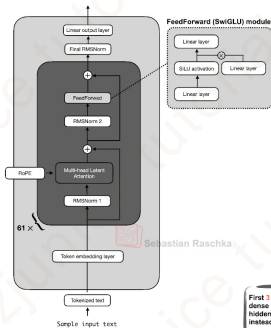 Linear output layer
Final RMSNorm
FeedForward
RMSNorm 2
RoPE
Multi-head Latent
Attention
RMSNorm 1
61 ×
Sebastian Raschka
Token embedding layer
Tokenized text
Sample input text
FeedForward (SwiGLU) module
Linear layer
SiLU activation
Linear layer
Linear layer
First 3
dense
hidden
instead